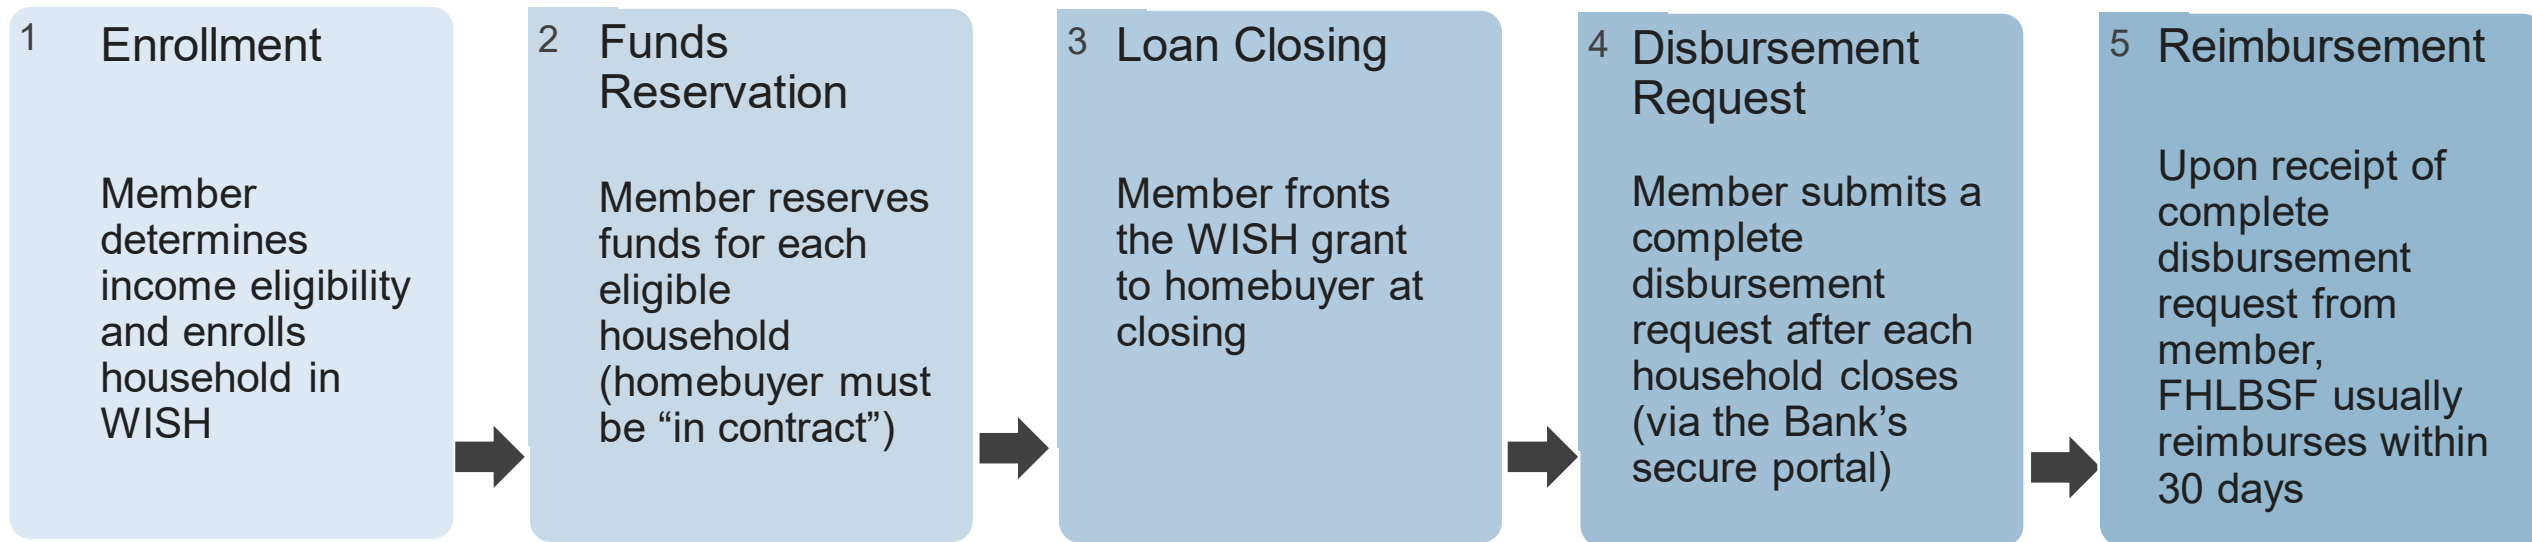 1
Enrollment
Member
determines
income eligibility
and enrolls
household in
WISH
2
Funds
Reservation
Member reserves
funds for each
eligible
household
(homebuyer must
be “in contract”)
3
Loan Closing
Member fronts
the WISH grant
to homebuyer at
closing
4
Disbursement
Request
Member submits a
complete
disbursement
request after each
household closes
(via the Bank’s
secure portal)
5
Reimbursement
Upon receipt of
complete
disbursement
request from
member,
FHLBSF usually
reimburses within
30 days